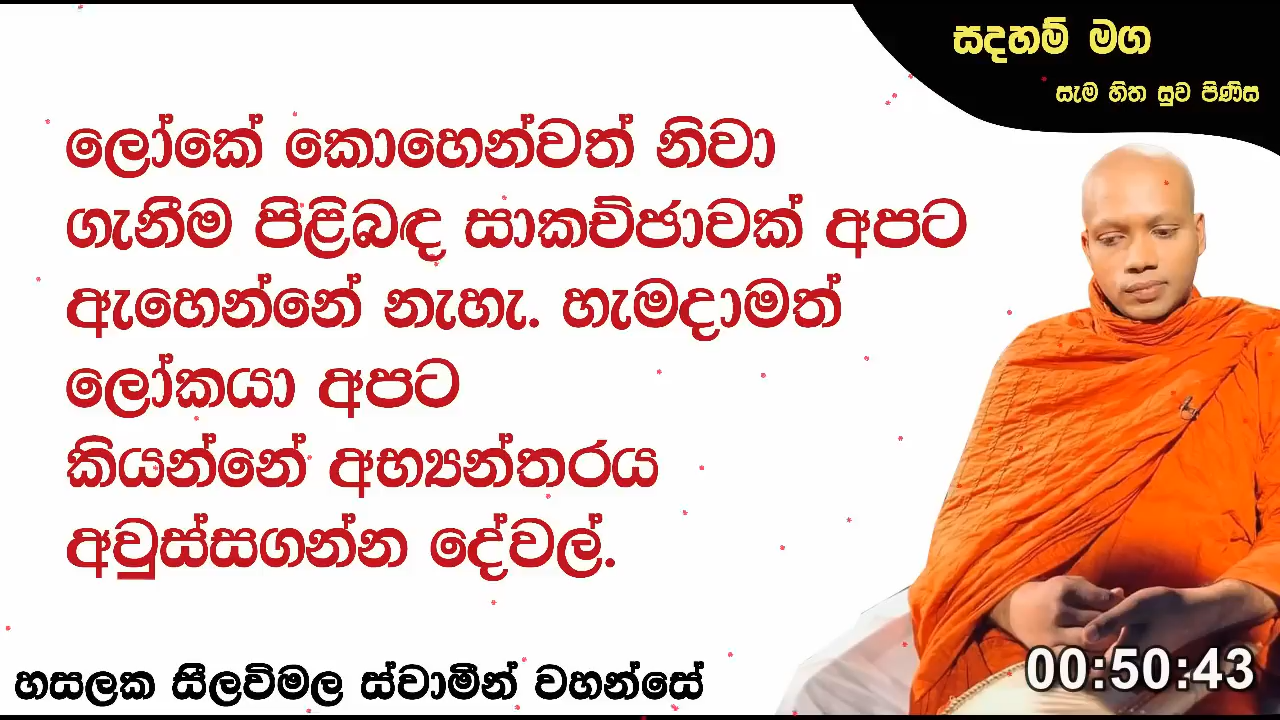 සදහම් මග
සැම හිත සුව පිණිස
ලෝකේ කොහෙන්වත් නිවා
ගැනීම පිළිබඳ සාකච්ඡාවක් අපට
ඇහෙන්නේ නැහැ. හැමදාමත්
ලෝකයා අපට
කියන්නේ අභ්‍යන්තරය
අවුස්සගන්න දේවල්.
හසලක සීලවිමල ස්වාමීන් වහන්සේ
00:50:43